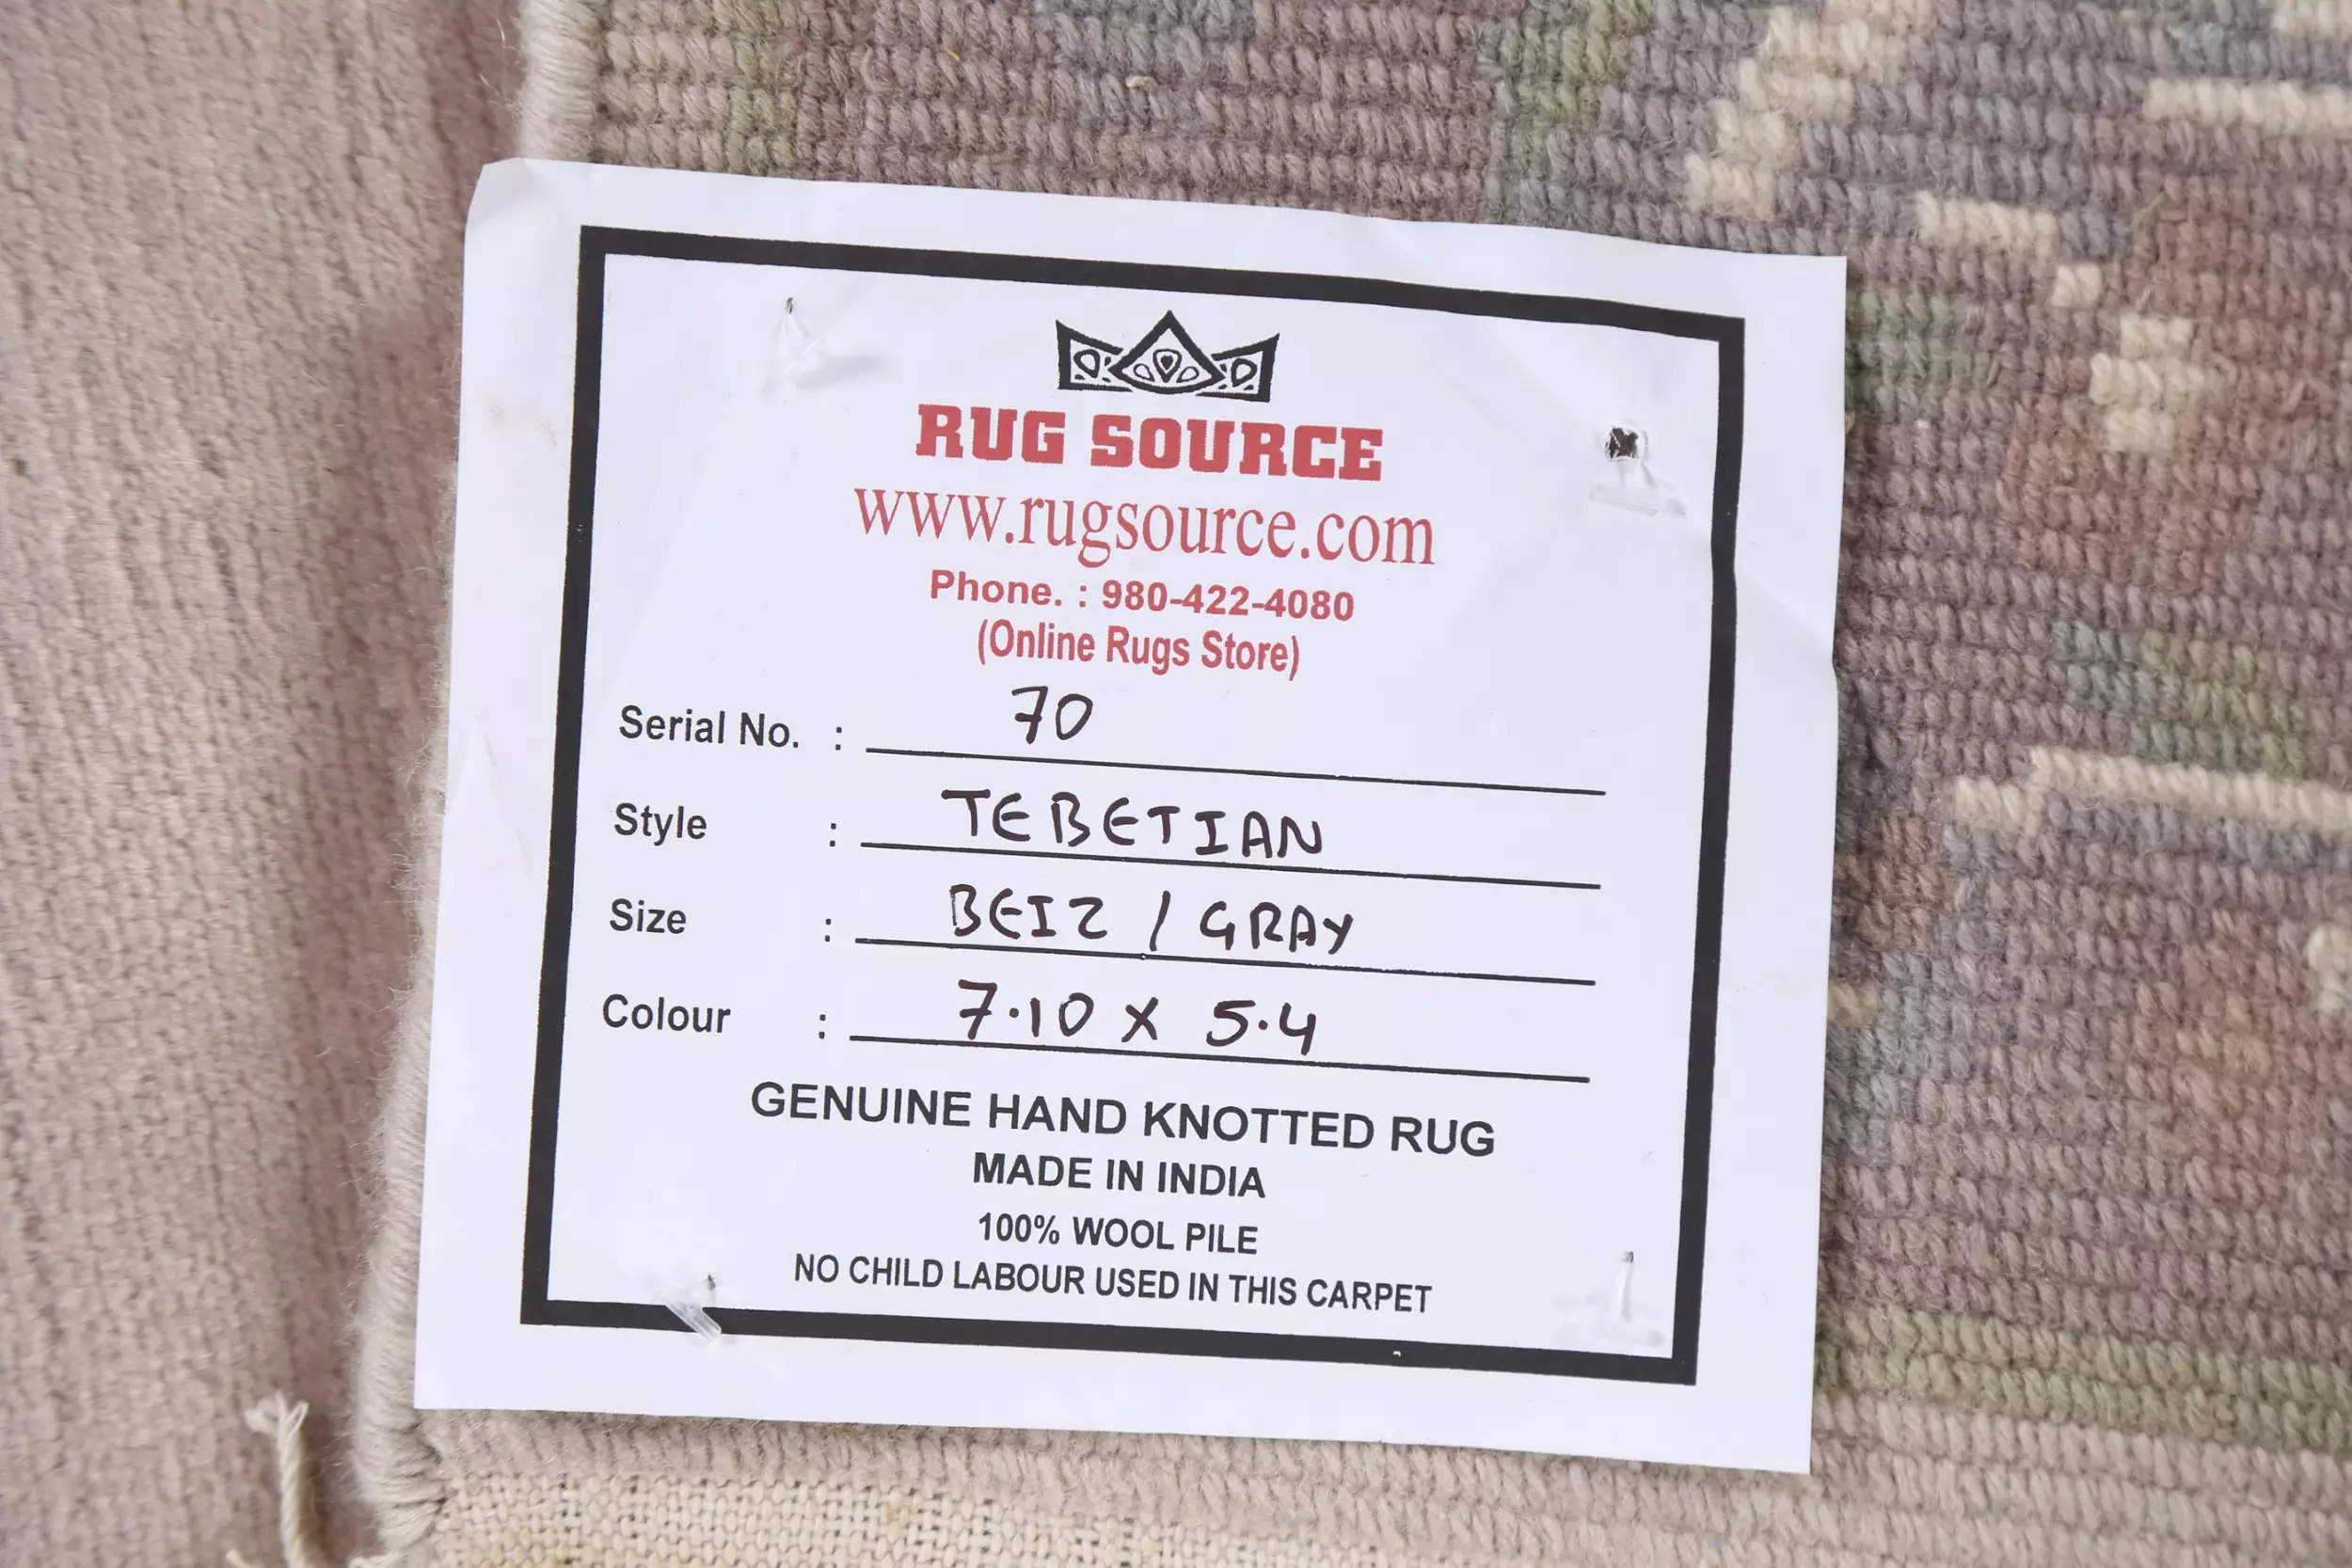 RUG SOURCE
www.rugsource.com
Phone. : 980-422-4080
(Online Rugs Store)
Serial No. : 70
Style : TEBETIAN
Size : BEIZ / GRAY
Colour : 7.10 X 5.4
GENUINE HAND KNOTTED RUG
MADE IN INDIA
100% WOOL PILE
NO CHILD LABOUR USED IN THIS CARPET